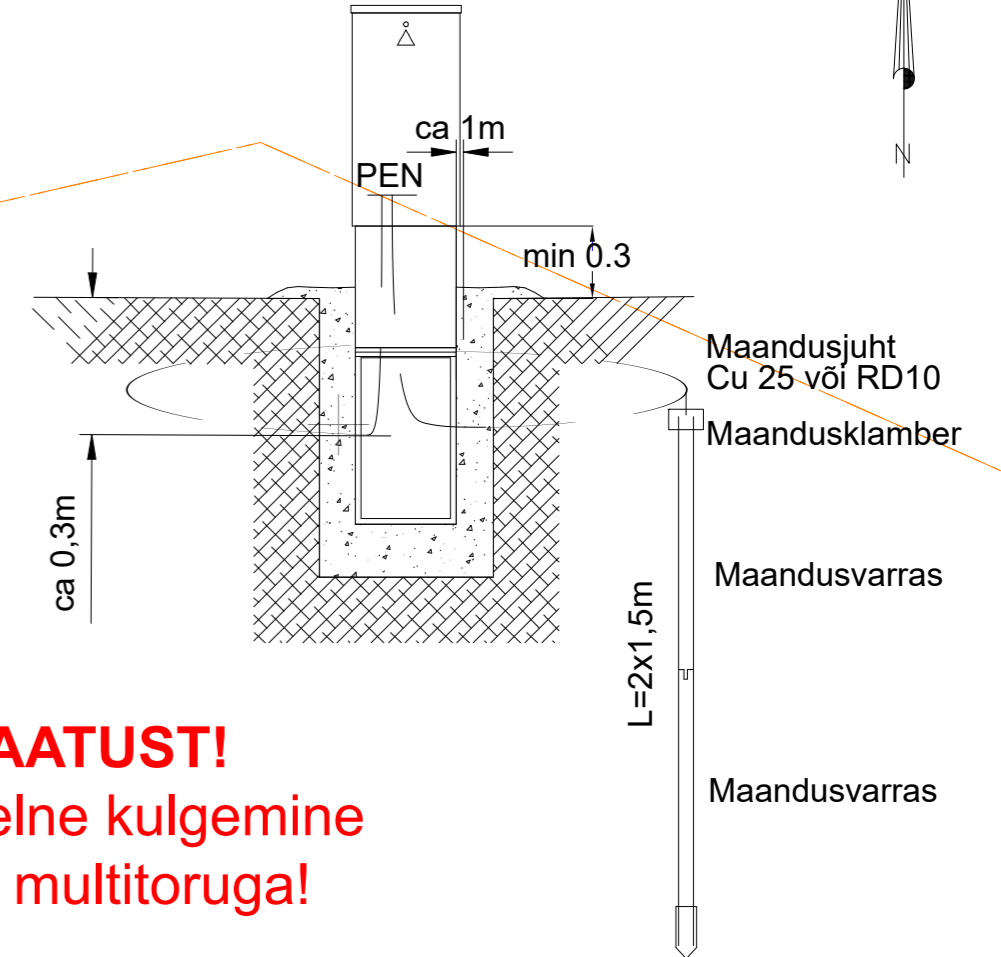 N
ca 1m
PEN
min 0.3
Maandusjuht
Cu 25 või RD10
Maandusklamber
ca 0,3m
Maandusvarras
L=2x1,5m
Maandusvarras
AATUST!
elne kulgemine
multitoruga!